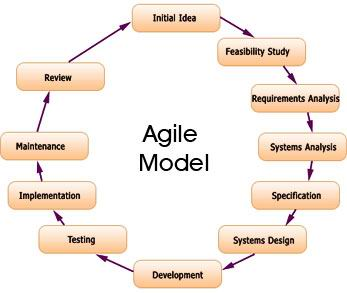 Initial Idea
Feasibility Study
Requirements Analysis
Systems Analysis
Specification
Systems Design
Development
Testing
Implementation
Maintenance
Review
Agile
Model